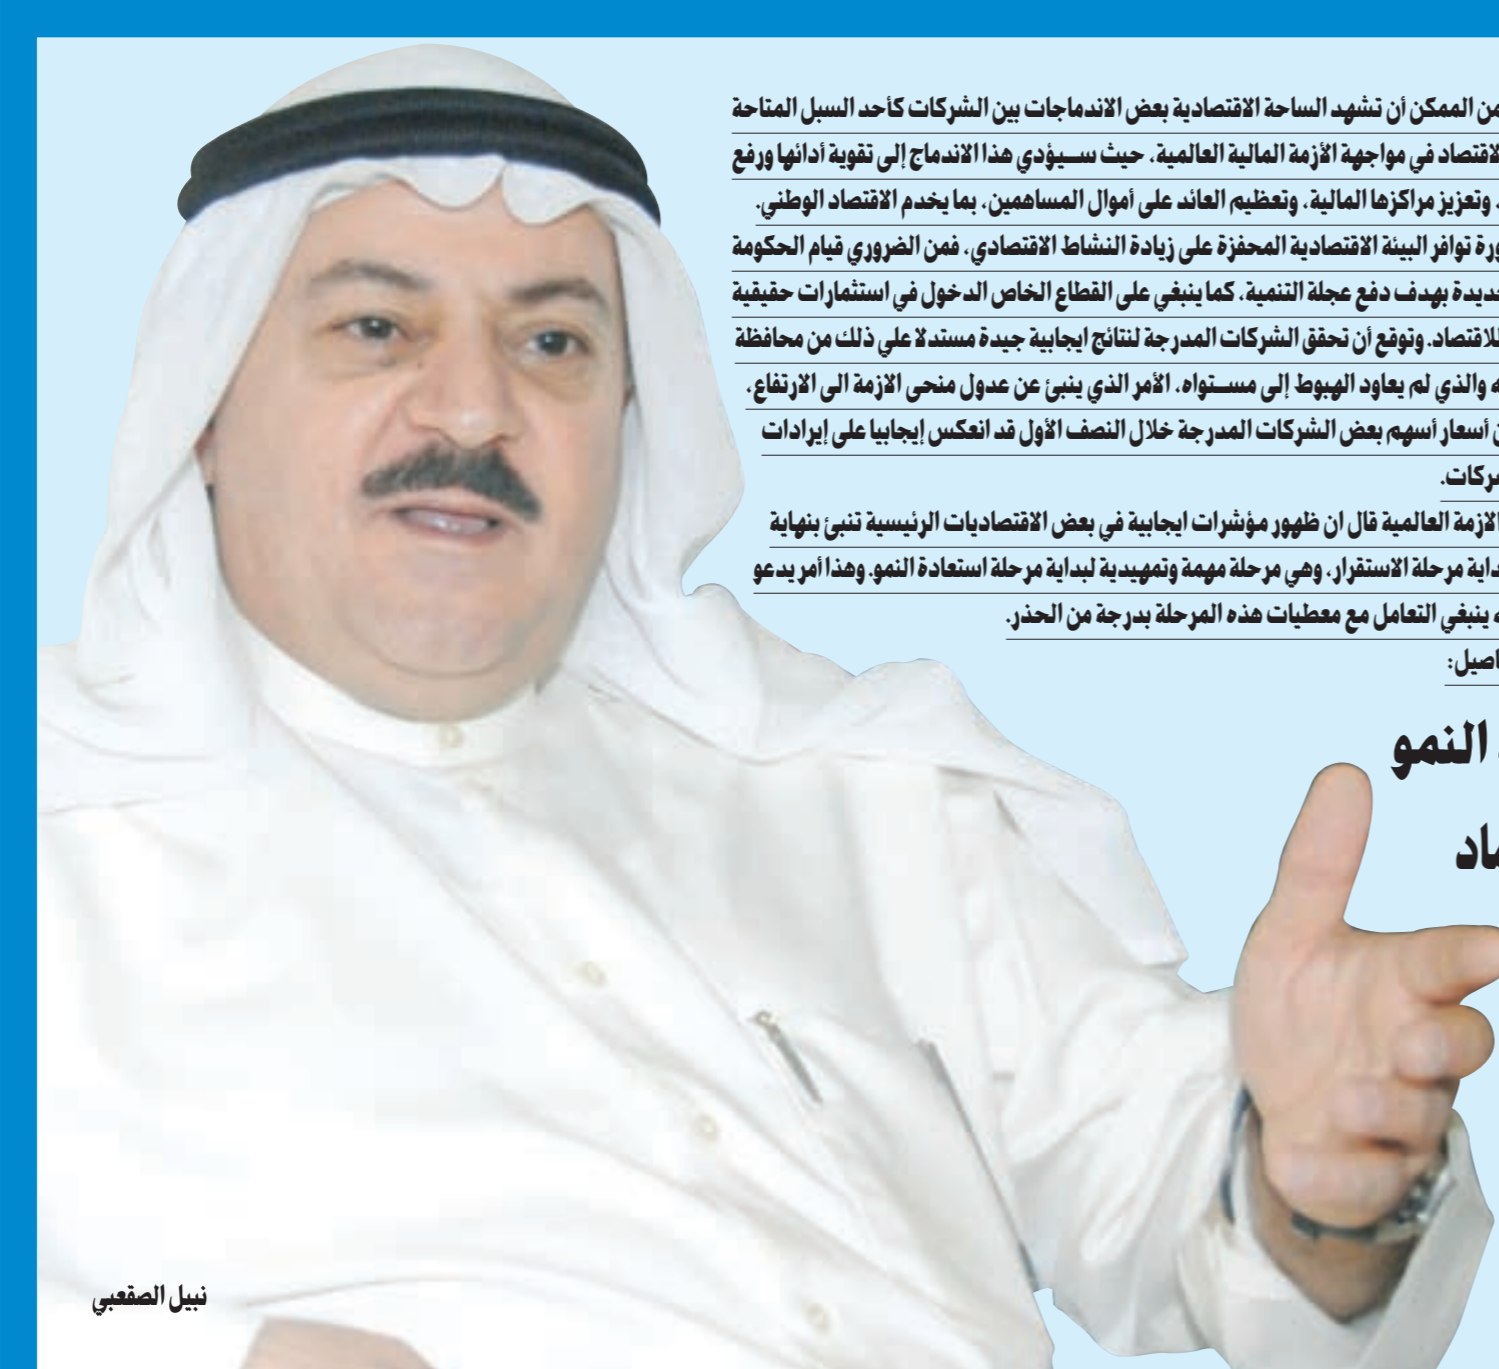 من الممكن أن تشهد الساحة الاقتصادية بعض الاندماجات بين الشركات كأحد السبل المتاحة
الاقتصاد في مواجهة الأزمة المالية العالمية، حيث سيؤدي هذا الاندماج إلى تقوية أدائها ورفع
، وتعزيز مراكزها المالية، وتعظيم العائد على أموال المساهمين، بما يخدم الاقتصاد الوطني.
ورة توافر البيئة الاقتصادية المحفزة على زيادة النشاط الاقتصادي، فمن الضروري قيام الحكومة
جديدة بهدف دفع عجلة التنمية، كما ينبغي على القطاع الخاص الدخول في استثمارات حقيقية
للاقتصاد. وتوقع أن تحقق الشركات المدرجة لنتائج ايجابية جيدة مستدلا على ذلك من محافظة
ه والذي لم يعاود الهبوط إلى مستواه، الأمر الذي ينبئ عن عدول منحى الازمة الى الارتفاع،
ن أسعار أسهم بعض الشركات المدرجة خلال النصف الأول قد انعكس إيجابيا على إيرادات
شركات.
الازمة العالمية قال ان ظهور مؤشرات ايجابية في بعض الاقتصاديات الرئيسية تنبئ بنهاية
داية مرحلة الاستقرار، وهي مرحلة مهمة وتمهيدية لبداية مرحلة استعادة النمو. وهذا أمر يدعو
ه ينبغي التعامل مع معطيات هذه المرحلة بدرجة من الحذر.
اصيل:
النمو
ماد
نبيل الصقعبي